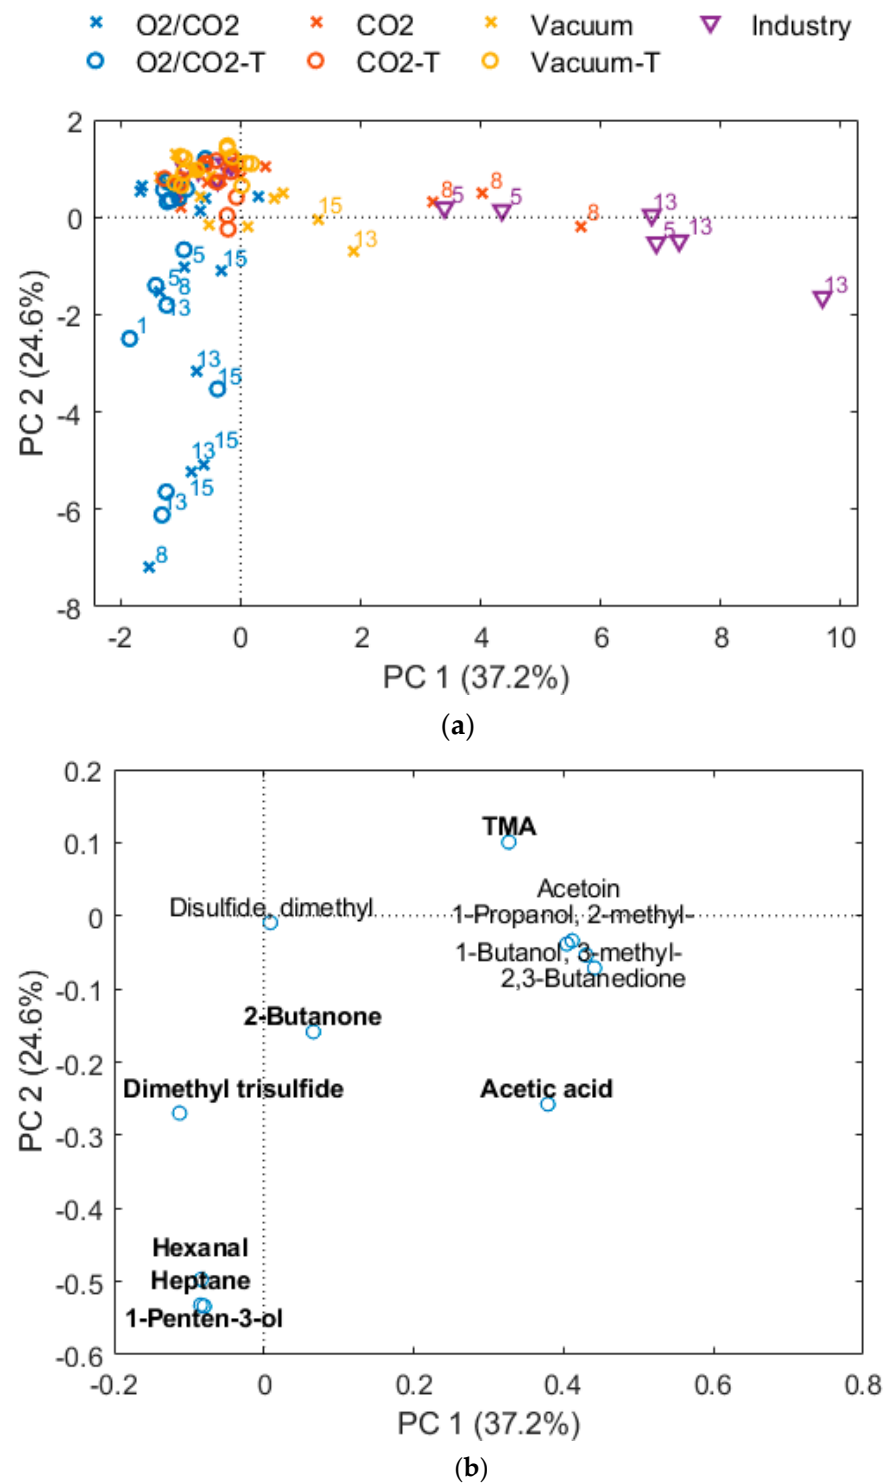 O2/CO2 CO2 Vacuum Industry
O2/CO2-T CO2-T Vacuum-T
2
8
8 5 5 13
15 8
0
13 5 13
5 15
13
5 8
-2
13
1
13
15
-4
15
13
15
-6
13
8
-8
-2 0 2 4 6 8 10
PC 2 (24.6%)
PC 1 (37.2%)
(a)
0.2
TMA
0.1
Acetoin
Disulfide, dimethyl
1-Propanol, 2-methyl-
0
1-Butanol, 3-methyl-
2,3-Butanedione
-0.1
2-Butanone
-0.2
Dimethyl trisulfide Acetic acid
-0.3
-0.4
Hexanal
Heptane
-0.5
1-Penten-3-ol
-0.6
-0.2 0 0.2 0.4 0.6 0.8
PC 2 (24.6%)
PC 1 (37.2%)
(b)